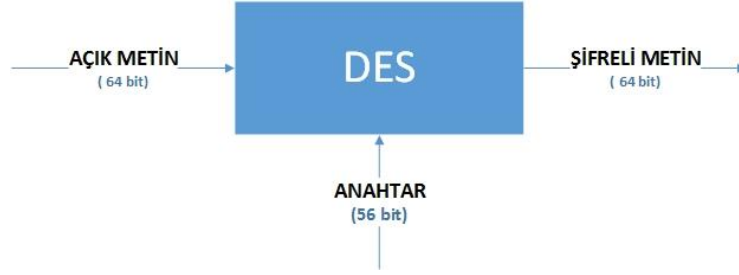 AÇIK METİN
( 64 bit)
DES
ŞİFRELİ METİN
( 64 bit)
ANAHTAR
(56 bit)